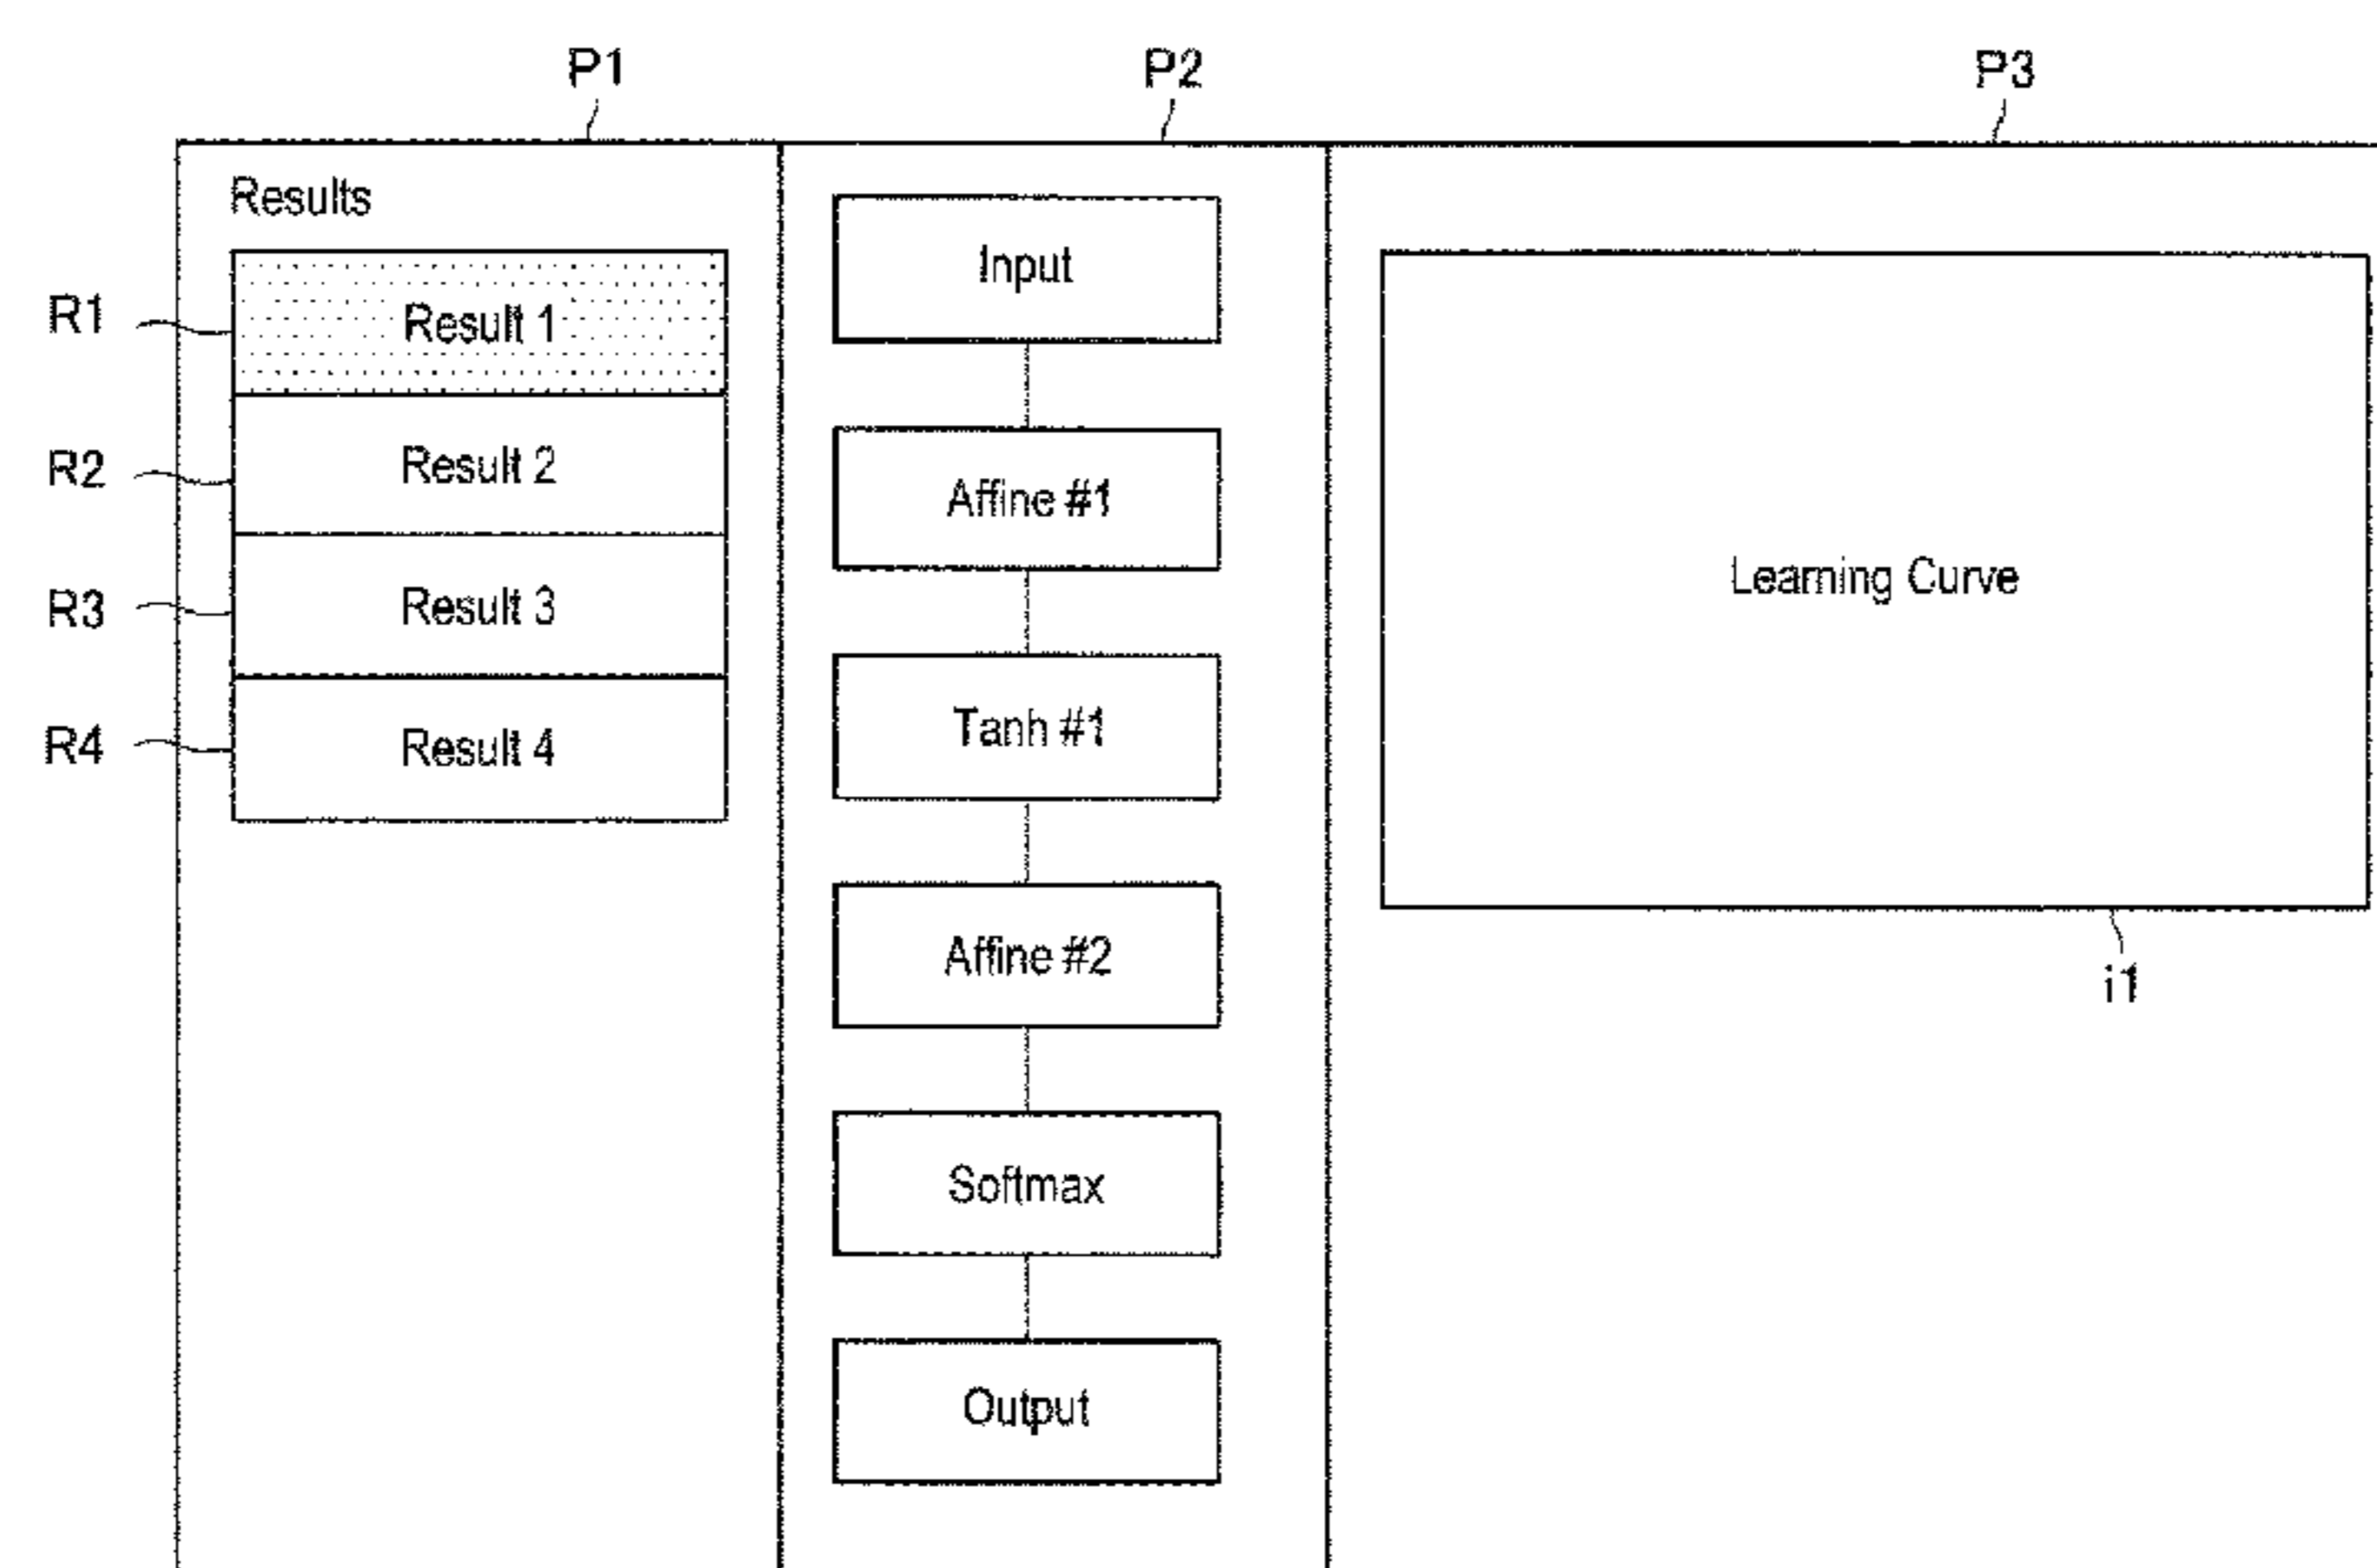 P1
P2
P3
Results
R1
Result 1
R2
Result 2
R3
Result 3
R4
Result 4
Input
Affine #1
Tanh #1
Affine #2
Softmax
Output
Learning Curve
i1